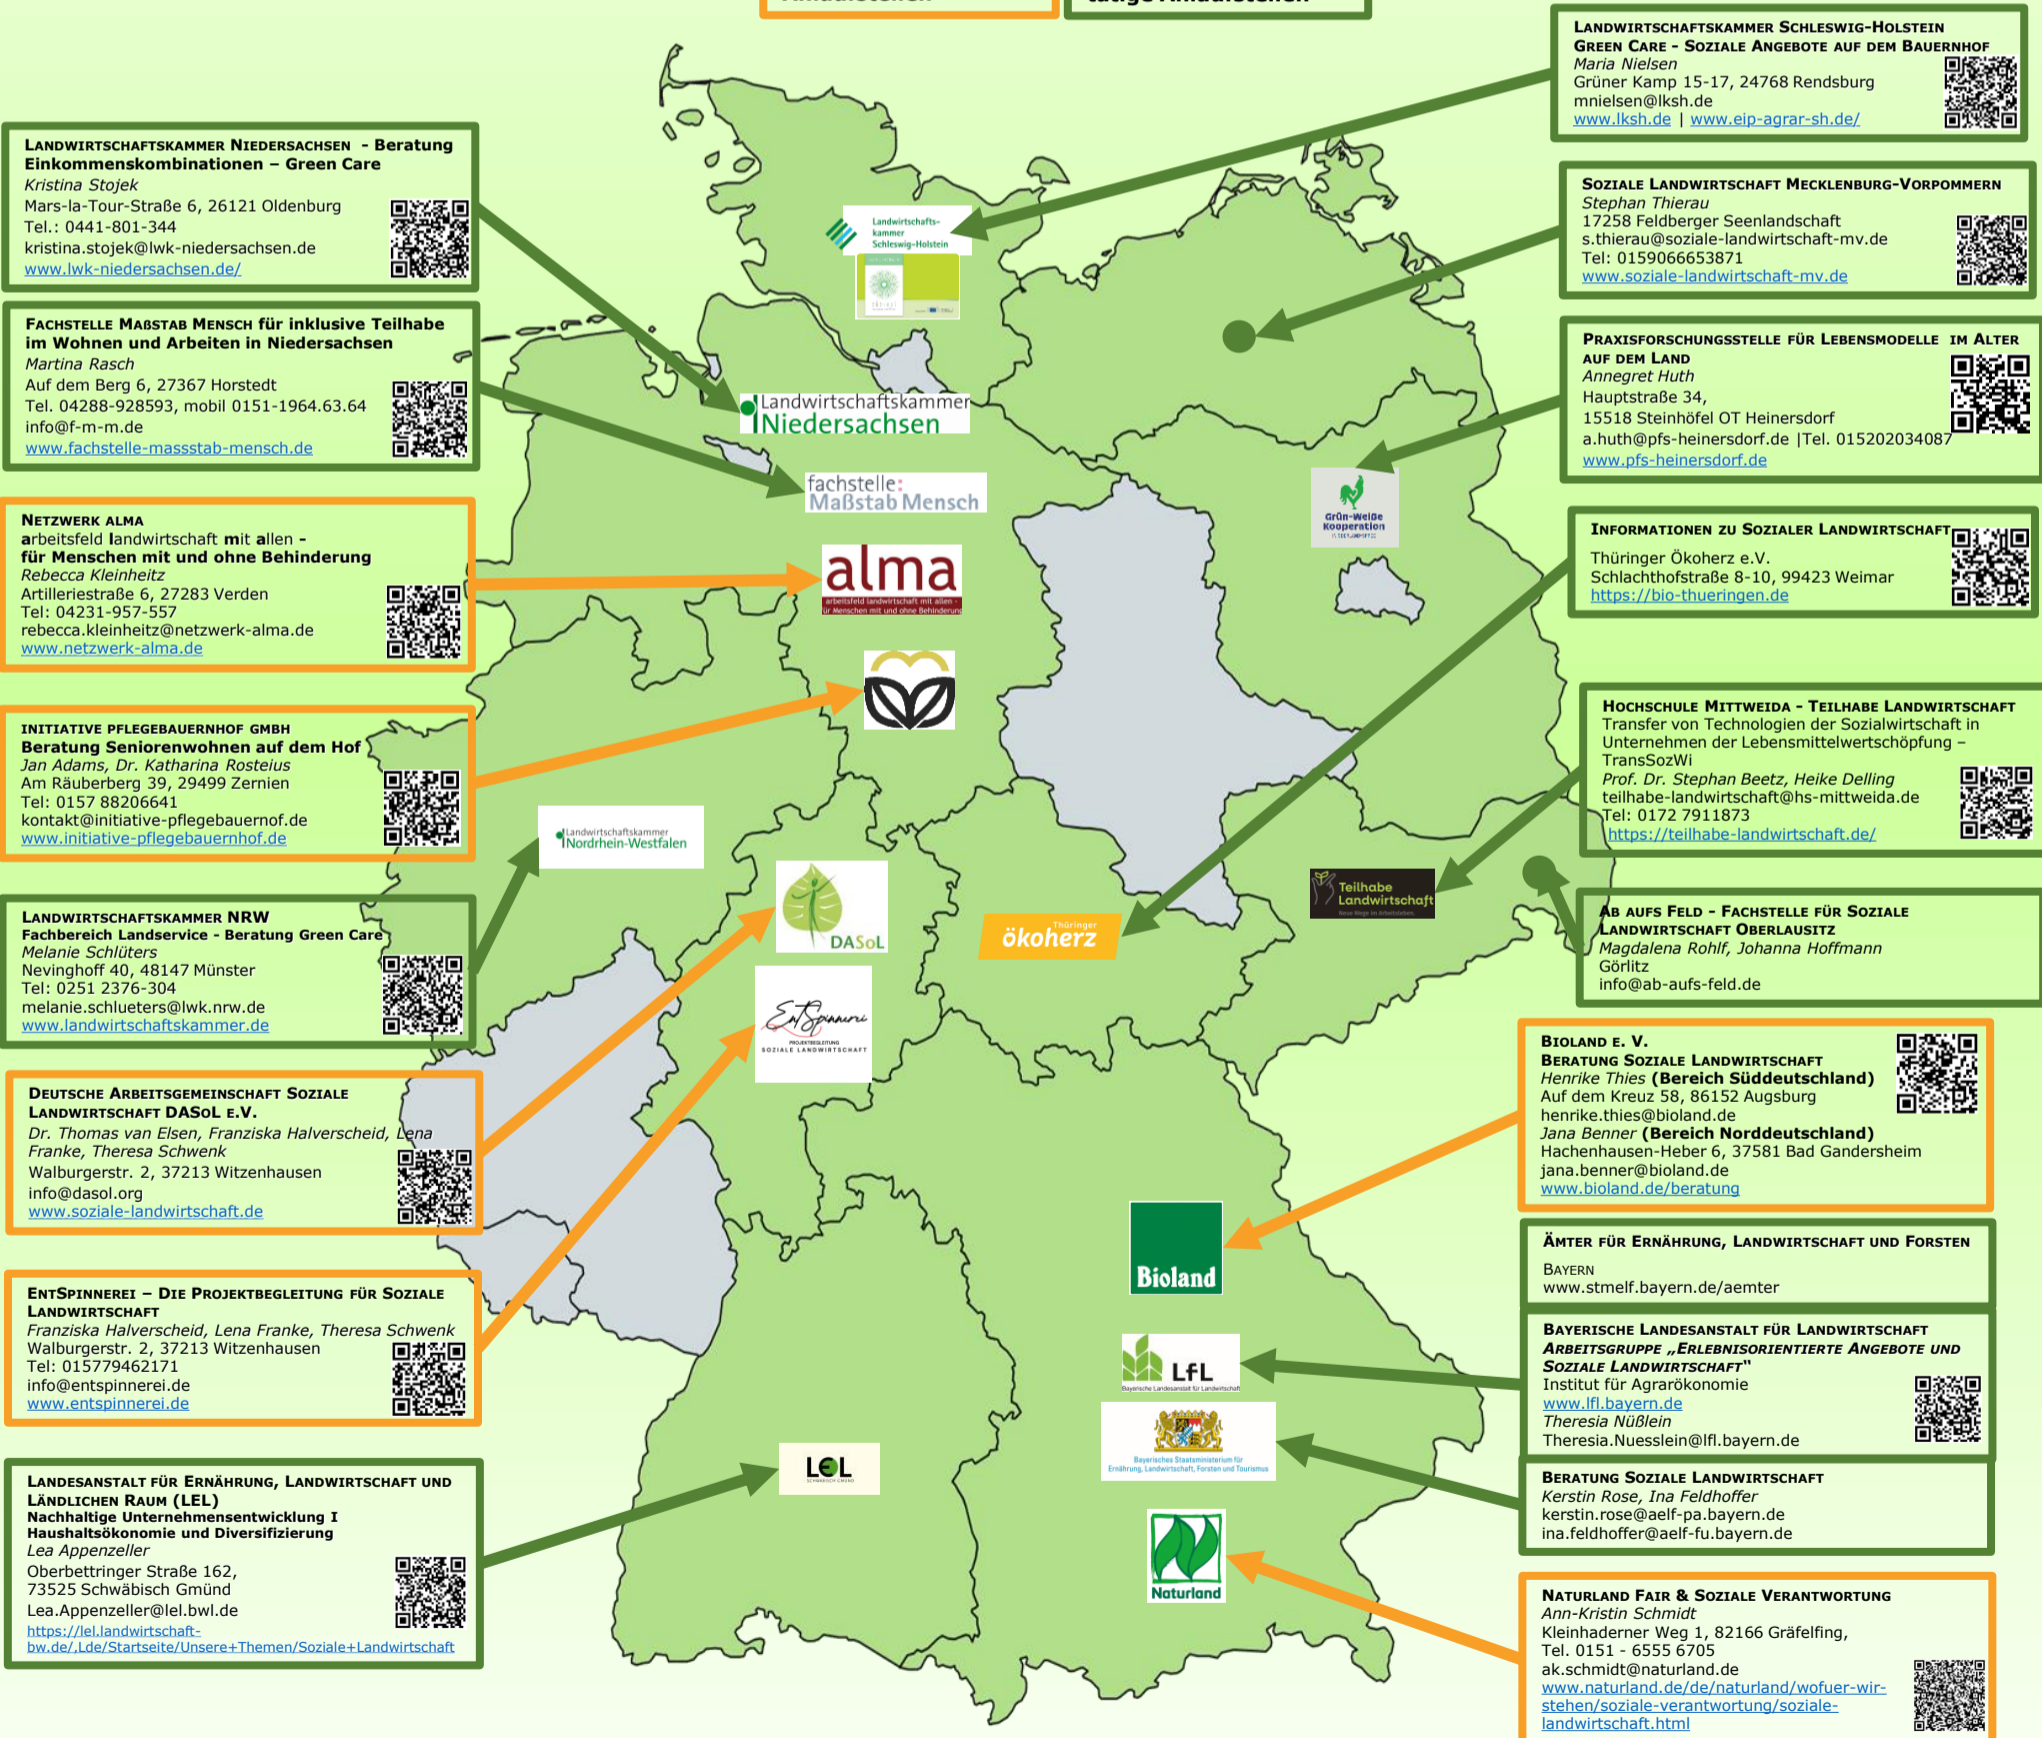 Anlaufstellen
tätige Anlaufstellen
LANDWIRTSCHAFTSKAMMER SCHLESWIG-HOLSTEIN
GREEN CARE - SOZIALE ANGEBOTE AUF DEM BAUERNHOF
Maria Nielsen
Grüner Kamp 15-17, 24768 Rendsburg
mnielsen@lksh.de
www.lksh.de | www.eip-agrar-sh.de/
LANDWIRTSCHAFTSKAMMER NIEDERSACHSEN - Beratung
Einkommenskombinationen – Green Care
Kristina Stojek
Mars-la-Tour-Straße 6, 26121 Oldenburg
Tel.: 0441-801-344
kristina.stojek@lwk-niedersachsen.de
www.lwk-niedersachsen.de/
SOZIALE LANDWIRTSCHAFT MECKLENBURG-VORPOMMERN
Stephan Thierau
17258 Feldberger Seenlandschaft
s.thierau@soziale-landwirtschaft-mv.de
Tel: 0159066653871
www.soziale-landwirtschaft-mv.de
FACHSTELLE MAßSTAB MENSCH für inklusive Teilhabe
im Wohnen und Arbeiten in Niedersachsen
Martina Rasch
Auf dem Berg 6, 27367 Horstedt
Tel. 04288-928593, mobil 0151-1964.63.64
info@f-m-m.de
www.fachstelle-massstab-mensch.de
PRAXISFORSCHUNGSSTELLE FÜR LEBENSMODELLE IM ALTER
AUF DEM LAND
Annegret Huth
Hauptstraße 34,
15518 Steinhöfel OT Heinersdorf
a.huth@pfs-heinersdorf.de |Tel. 015202034087
www.pfs-heinersdorf.de
NETZWERK ALMA
arbeitsfeld landwirtschaft mit allen -
für Menschen mit und ohne Behinderung
Rebecca Kleinheitz
Artilleriestraße 6, 27283 Verden
Tel: 04231-957-557
rebecca.kleinheitz@netzwerk-alma.de
www.netzwerk-alma.de
INFORMATIONEN ZU SOZIALER LANDWIRTSCHAFT
Thüringer Ökoherz e.V.
Schlachthofstraße 8-10, 99423 Weimar
https://bio-thueringen.de
INITIATIVE PFLEGEBAUERNHOF GMBH
Beratung Seniorenwohnen auf dem Hof
Jan Adams, Dr. Katharina Rosteius
Am Räuberberg 39, 29499 Zernien
Tel: 0157 88206641
kontakt@initiative-pflegebauernof.de
www.initiative-pflegebauernhof.de
HOCHSCHULE MITTWEIDA - TEILHABE LANDWIRTSCHAFT
Transfer von Technologien der Sozialwirtschaft in
Unternehmen der Lebensmittelwertschöpfung –
TransSozWi
Prof. Dr. Stephan Beetz, Heike Delling
teilhabe-landwirtschaft@hs-mittweida.de
Tel: 0172 7911873
https://teilhabe-landwirtschaft.de/
LANDWIRTSCHAFTSKAMMER NRW
Fachbereich Landservice - Beratung Green Care
Melanie Schlüters
Nevinghoff 40, 48147 Münster
Tel: 0251 2376-304
melanie.schlueters@lwk.nrw.de
www.landwirtschaftskammer.de
AB AUFS FELD - FACHSTELLE FÜR SOZIALE
LANDWIRTSCHAFT OBERLAUSITZ
Magdalena Rohlf, Johanna Hoffmann
Görlitz
info@ab-aufs-feld.de
DEUTSCHE ARBEITSGEMEINSCHAFT SOZIALE
LANDWIRTSCHAFT DASOL E.V.
Dr. Thomas van Elsen, Franziska Halverscheid, Lena
Franke, Theresa Schwenk
Walburgerstr. 2, 37213 Witzenhausen
info@dasol.org
www.soziale-landwirtschaft.de
BIOLAND E. V.
BERATUNG SOZIALE LANDWIRTSCHAFT
Henrike Thies (Bereich Süddeutschland)
Auf dem Kreuz 58, 86152 Augsburg
henrike.thies@bioland.de
Jana Benner (Bereich Norddeutschland)
Hachenhausen-Heber 6, 37581 Bad Gandersheim
jana.benner@bioland.de
www.bioland.de/beratung
ENTSPINNEREI – DIE PROJEKTBEGLEITUNG FÜR SOZIALE
LANDWIRTSCHAFT
Franziska Halverscheid, Lena Franke, Theresa Schwenk
Walburgerstr. 2, 37213 Witzenhausen
Tel: 015779462171
info@entspinnerei.de
www.entspinnerei.de
ÄMTER FÜR ERNÄHRUNG, LANDWIRTSCHAFT UND FORSTEN
BAYERN
www.stmelf.bayern.de/aemter
BAYERISCHE LANDESANSTALT FÜR LANDWIRTSCHAFT
ARBEITSGRUPPE „ERLEBNISORIENTIERTE ANGEBOTE UND
SOZIALE LANDWIRTSCHAFT"
Institut für Agrarökonomie
www.lfl.bayern.de
Theresia Nüßlein
Theresia.Nuesslein@lfl.bayern.de
LANDESANSTALT FÜR ERNÄHRUNG, LANDWIRTSCHAFT UND
LÄNDLICHEN RAUM (LEL)
Nachhaltige Unternehmensentwicklung I
Haushaltsökonomie und Diversifizierung
Lea Appenzeller
Oberbettringer Straße 162,
73525 Schwäbisch Gmünd
Lea.Appenzeller@lel.bwl.de
https://lel.landwirtschaft-
bw.de/,Lde/Startseite/Unsere+Themen/Soziale+Landwirtschaft
BERATUNG SOZIALE LANDWIRTSCHAFT
Kerstin Rose, Ina Feldhoffer
kerstin.rose@aelf-pa.bayern.de
ina.feldhoffer@aelf-fu.bayern.de
NATURLAND FAIR & SOZIALE VERANTWORTUNG
Ann-Kristin Schmidt
Kleinhaderner Weg 1, 82166 Gräfelfing,
Tel. 0151 - 6555 6705
ak.schmidt@naturland.de
www.naturland.de/de/naturland/wofuer-wir-
stehen/soziale-verantwortung/soziale-
landwirtschaft.html
Landwirtschafts-
kammer
Schleswig-Holstein
Landwirtschaftskammer
Niedersachsen
fachstelle:
Maßstab Mensch
Grün-Weiße
Kooperation
alma
arbeitsfeld landwirtschaft mit allen -
für Menschen mit und ohne Behinderung
Landwirtschaftskammer
Nordrhein-Westfalen
DASoL
Thüringer
ökoherz
Teilhabe
Landwirtschaft
Neue Wege im Arbeitsleben.
EntSpinnerei
PROJEKTBEGLEITUNG
SOZIALE LANDWIRTSCHAFT
Bioland
LfL
Bayerische Landesanstalt für Landwirtschaft
Bayerisches Staatsministerium für
Ernährung, Landwirtschaft, Forsten und Tourismus
LEL
SCHWÄBISCH GMÜND
Naturland